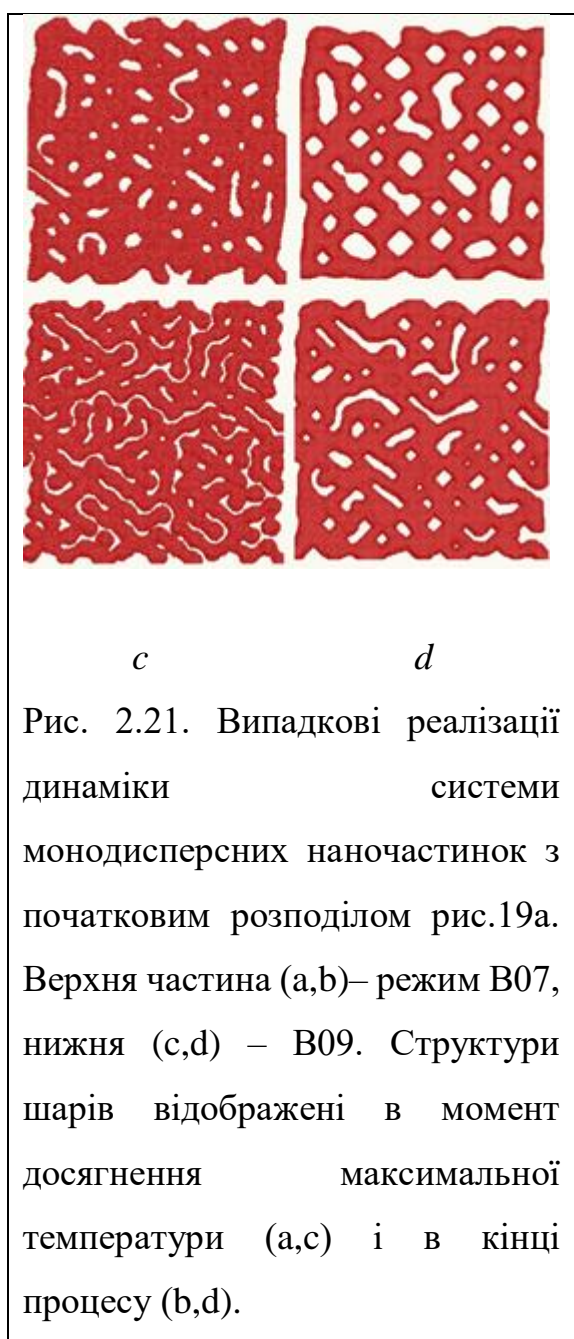 c d
Рис. 2.21. Випадкові реалізації
динаміки системи
монодисперсних наночастинок з
початковим розподілом рис.19а.
Верхня частина (a,b)– режим B07,
нижня (c,d) – B09. Структури
шарів відображені в момент
досягнення максимальної
температури (a,c) і в кінці
процесу (b,d).